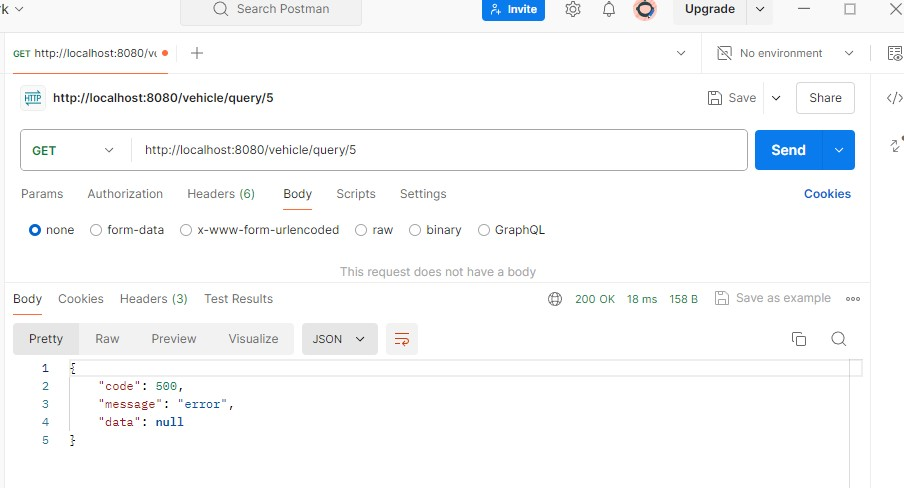 Search Postman
Invite
Upgrade
GET http://localhost:8080/ve
No environment
HTTP
http://localhost:8080/vehicle/query/5
Save
Share
GET
http://localhost:8080/vehicle/query/5
Send
Params Authorization Headers (6) Body Scripts Settings Cookies
none form-data x-www-form-urlencoded raw binary GraphQL
This request does not have a body
Body Cookies Headers (3) Test Results 200 OK 18 ms 158 B Save as example
Pretty Raw Preview Visualize JSON
1 {
2 "code": 500,
3 "message": "error",
4 "data": null
5 }